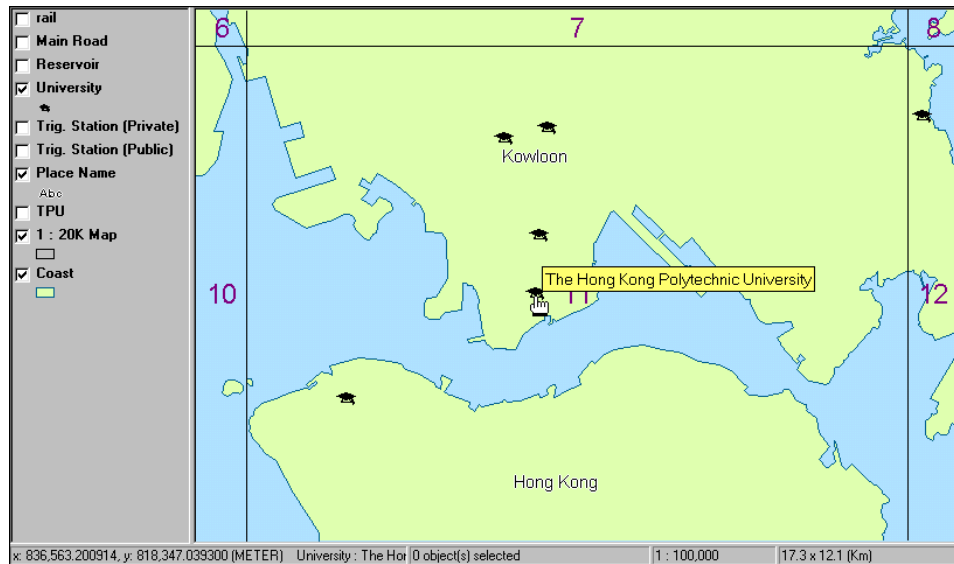 rail
Main Road
Reservoir
University
Trig. Station (Private)
Trig. Station (Public)
Place Name
Abc
TPU
1 : 20K Map
Coast
6
7
8
Kowloon
The Hong Kong Polytechnic University
10
11
12
Hong Kong
x: 836,563.200914, y: 818,347.039300 (METER) University : The Hor 0 object(s) selected 1 : 100,000 17.3 x 12.1 (Km)